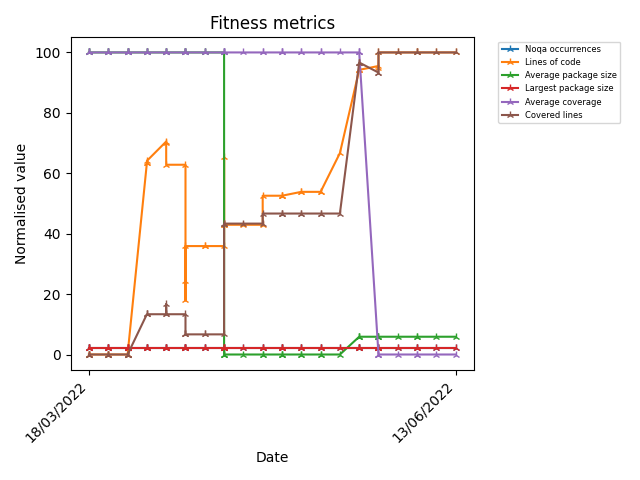 Fitness metrics
Normalised value
100
80
60
40
20
0
18/03/2022
13/06/2022
Date
Noqa occurrences
Lines of code
Average package size
Largest package size
Average coverage
Covered lines